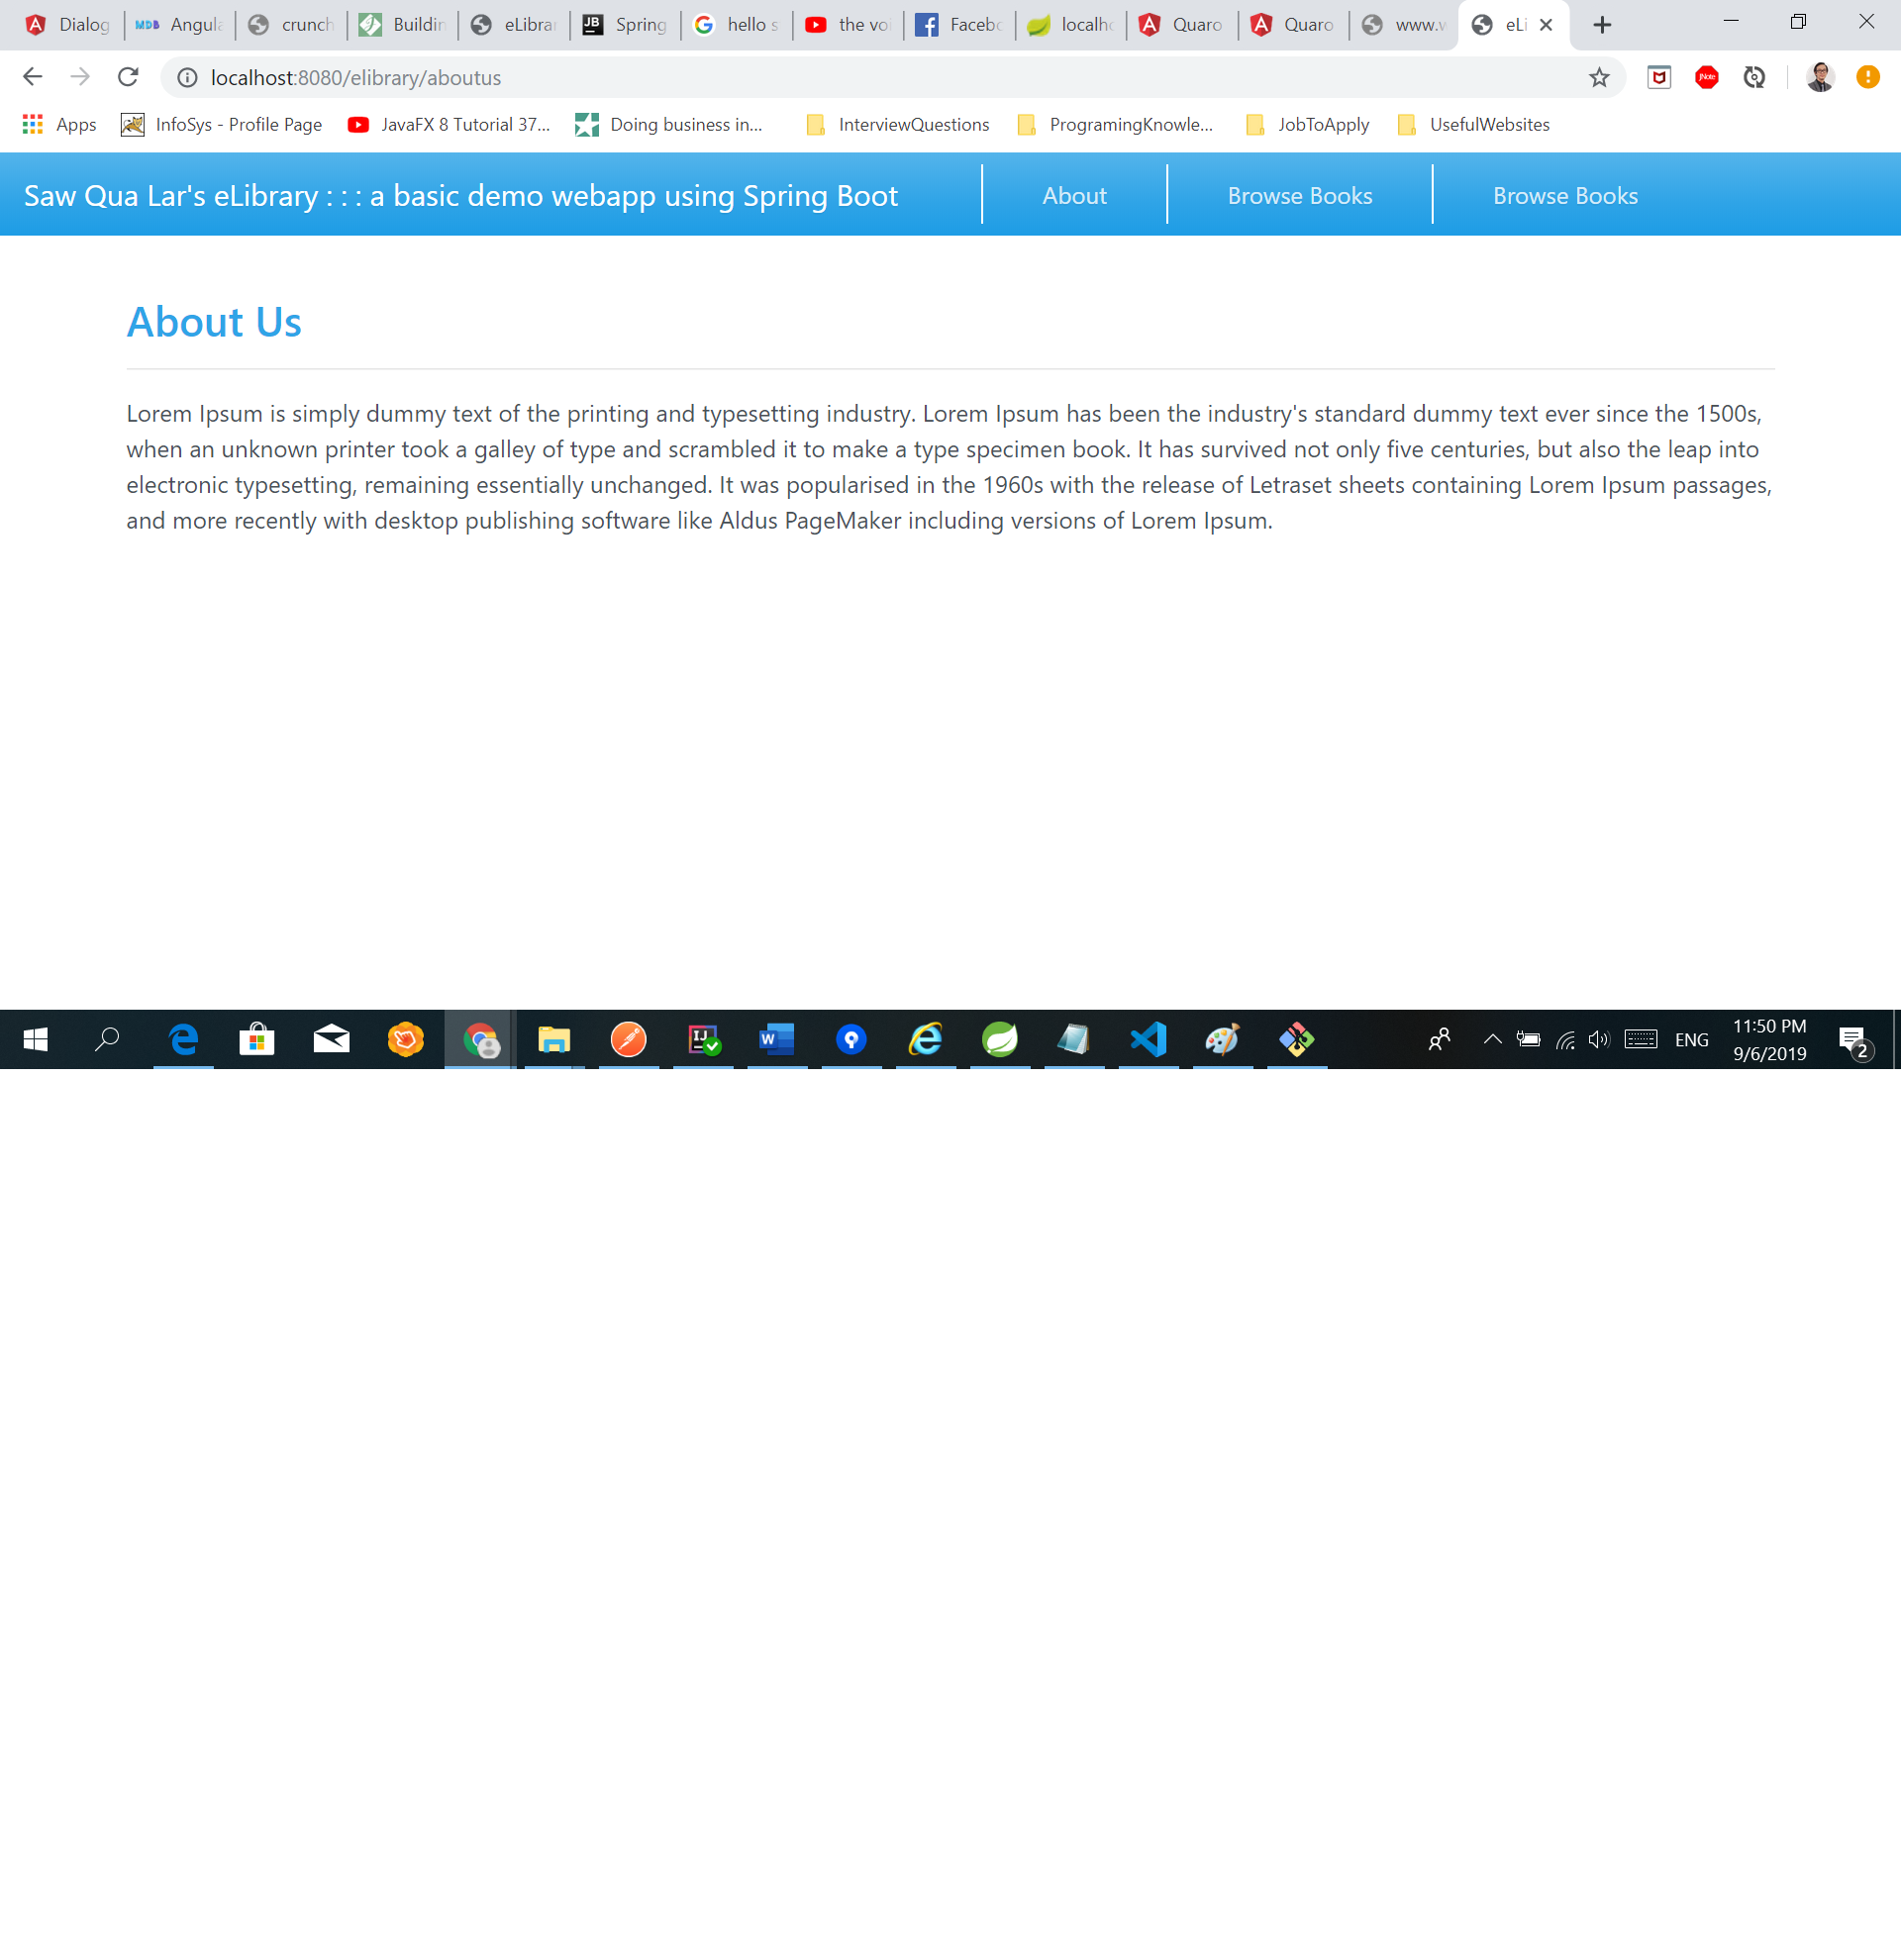 Dialog
Angula
crunch
Buildin
eLibrar
Spring
hello s
the voi
Facebo
localho
Quaro
Quaro
www.w
eLi
localhost:8080/elibrary/aboutus
Apps
InfoSys - Profile Page
JavaFX 8 Tutorial 37...
Doing business in...
InterviewQuestions
ProgramingKnowle...
JobToApply
UsefulWebsites
Saw Qua Lar's eLibrary : : : a basic demo webapp using Spring Boot
About
Browse Books
Browse Books
About Us
Lorem Ipsum is simply dummy text of the printing and typesetting industry. Lorem Ipsum has been the industry's standard dummy text ever since the 1500s,
when an unknown printer took a galley of type and scrambled it to make a type specimen book. It has survived not only five centuries, but also the leap into
electronic typesetting, remaining essentially unchanged. It was popularised in the 1960s with the release of Letraset sheets containing Lorem Ipsum passages,
and more recently with desktop publishing software like Aldus PageMaker including versions of Lorem Ipsum.
ENG
11:50 PM
9/6/2019
2